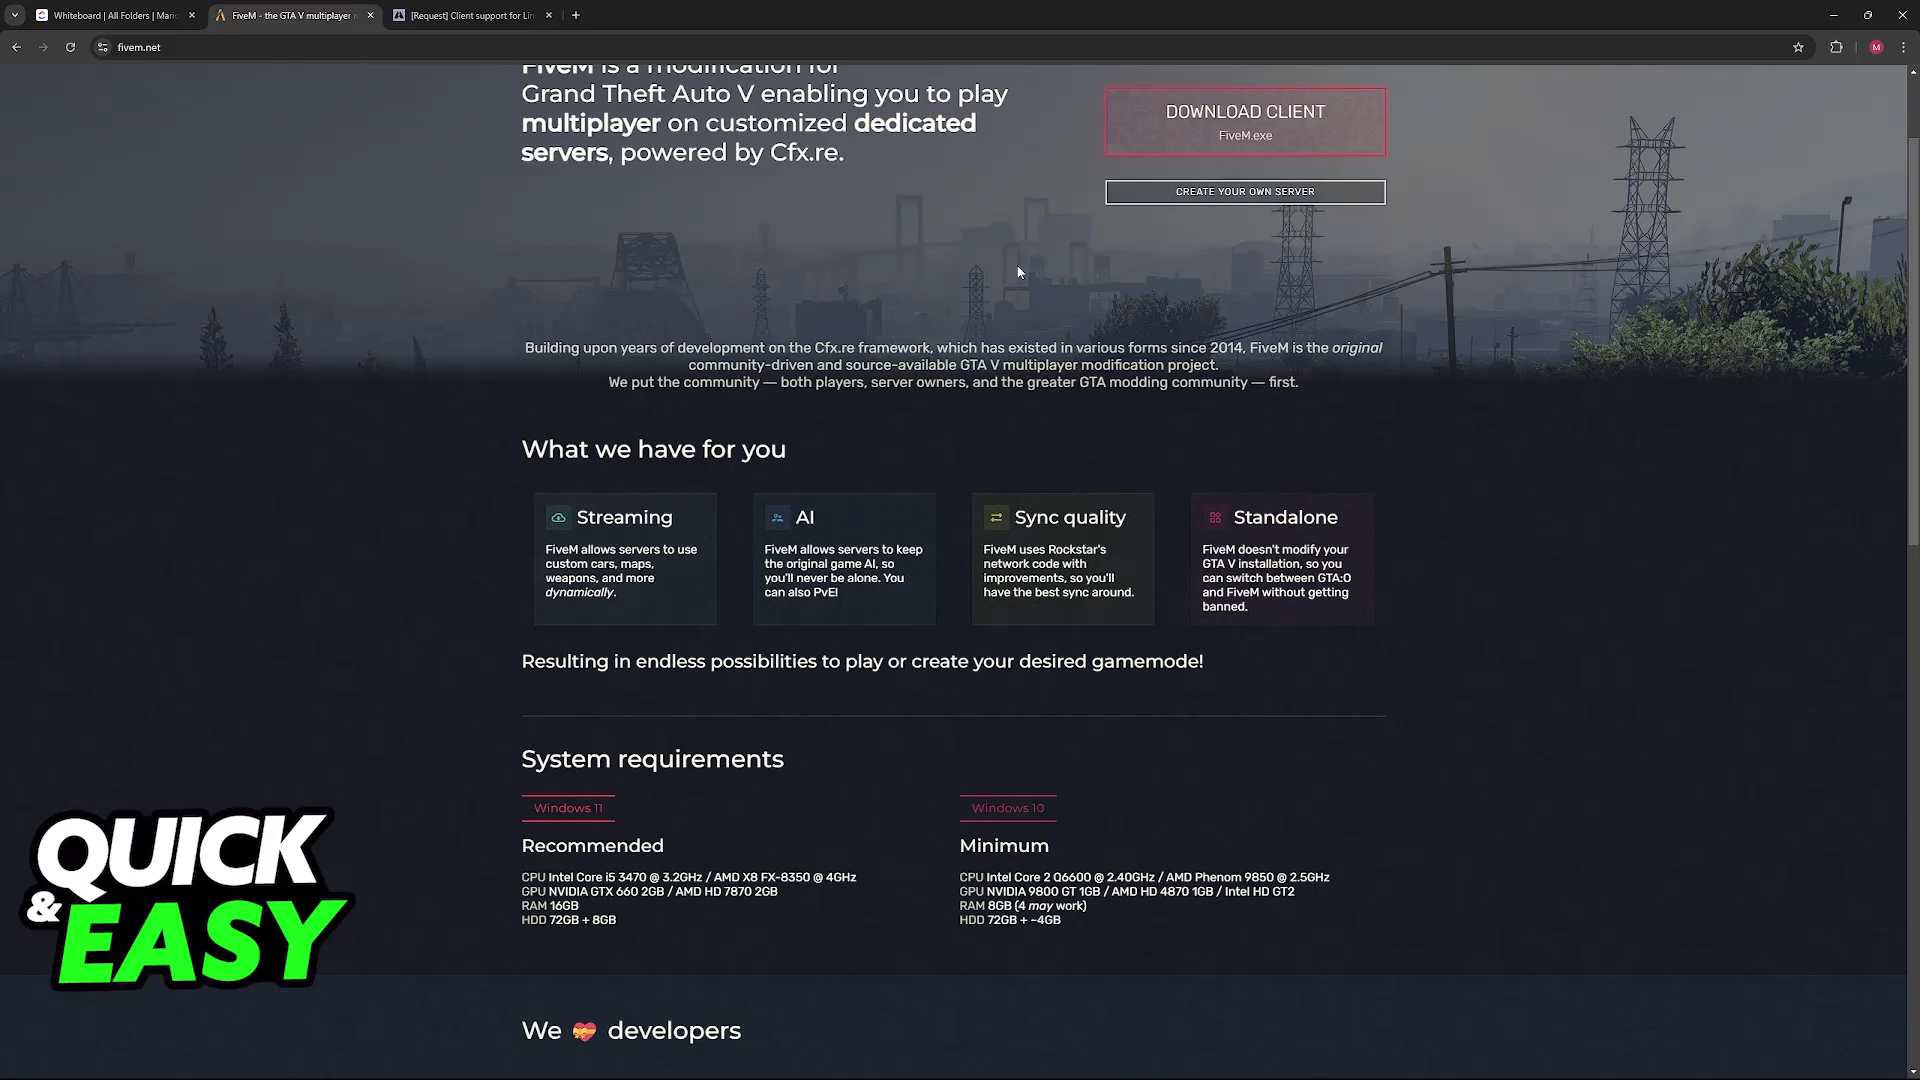 Whiteboard | All Folders | Mario
FiveM - the GTA V multiplayer m
[Request] Client support for Lin
fivem.net
M
FiveM is a modification for
Grand Theft Auto V enabling you to play
multiplayer on customized dedicated
servers, powered by Cfx.re.
DOWNLOAD CLIENT
FiveM.exe
CREATE YOUR OWN SERVER
Building upon years of development on the Cfx.re framework, which has existed in various forms since 2014, FiveM is the original
community-driven and source-available GTA V multiplayer modification project.
We put the community — both players, server owners, and the greater GTA modding community — first.
What we have for you
Streaming
FiveM allows servers to use
custom cars, maps,
weapons, and more
dynamically.
AI
FiveM allows servers to keep
the original game AI, so
you'll never be alone. You
can also PvE!
Sync quality
FiveM uses Rockstar's
network code with
improvements, so you'll
have the best sync around.
Standalone
FiveM doesn't modify your
GTA V installation, so you
can switch between GTA:O
and FiveM without getting
banned.
Resulting in endless possibilities to play or create your desired gamemode!
System requirements
Windows 11
Recommended
CPU Intel Core i5 3470 @ 3.2GHz / AMD X8 FX-8350 @ 4GHz
GPU NVIDIA GTX 660 2GB / AMD HD 7870 2GB
RAM 16GB
HDD 72GB + 8GB
Windows 10
Minimum
CPU Intel Core 2 Q6600 @ 2.40GHz / AMD Phenom 9850 @ 2.5GHz
GPU NVIDIA 9800 GT 1GB / AMD HD 4870 1GB / Intel HD GT2
RAM 8GB (4 may work)
HDD 72GB + ~4GB
QUICK
& EASY
We 💝 developers